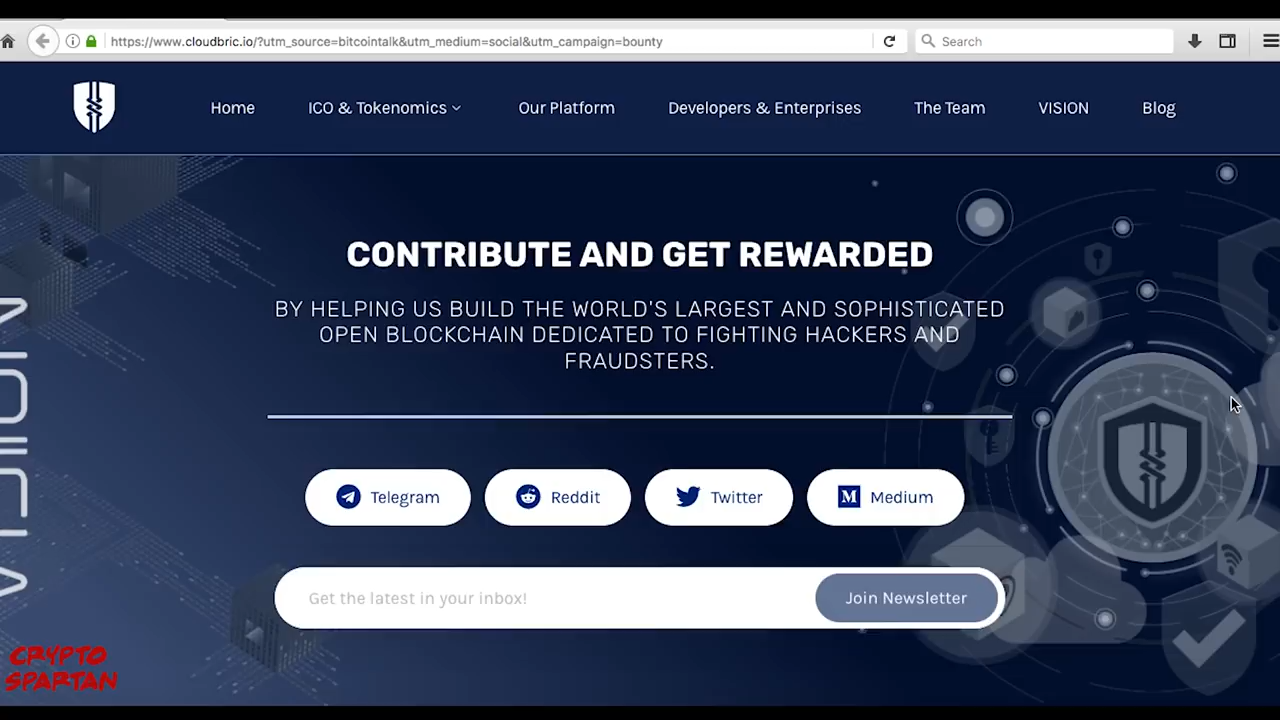 https://www.cloudbric.io/?utm_source=bitcointalk&utm_medium=social&utm_campaign=bounty
Search
Home
ICO & Tokenomics
Our Platform
Developers & Enterprises
The Team
VISION
Blog
CONTRIBUTE AND GET REWARDED
BY HELPING US BUILD THE WORLD'S LARGEST AND SOPHISTICATED
OPEN BLOCKCHAIN DEDICATED TO FIGHTING HACKERS AND
FRAUDSTERS.
VISION
Telegram
Reddit
Twitter
M Medium
Get the latest in your inbox!
Join Newsletter
CRYPTO
SPARTAN